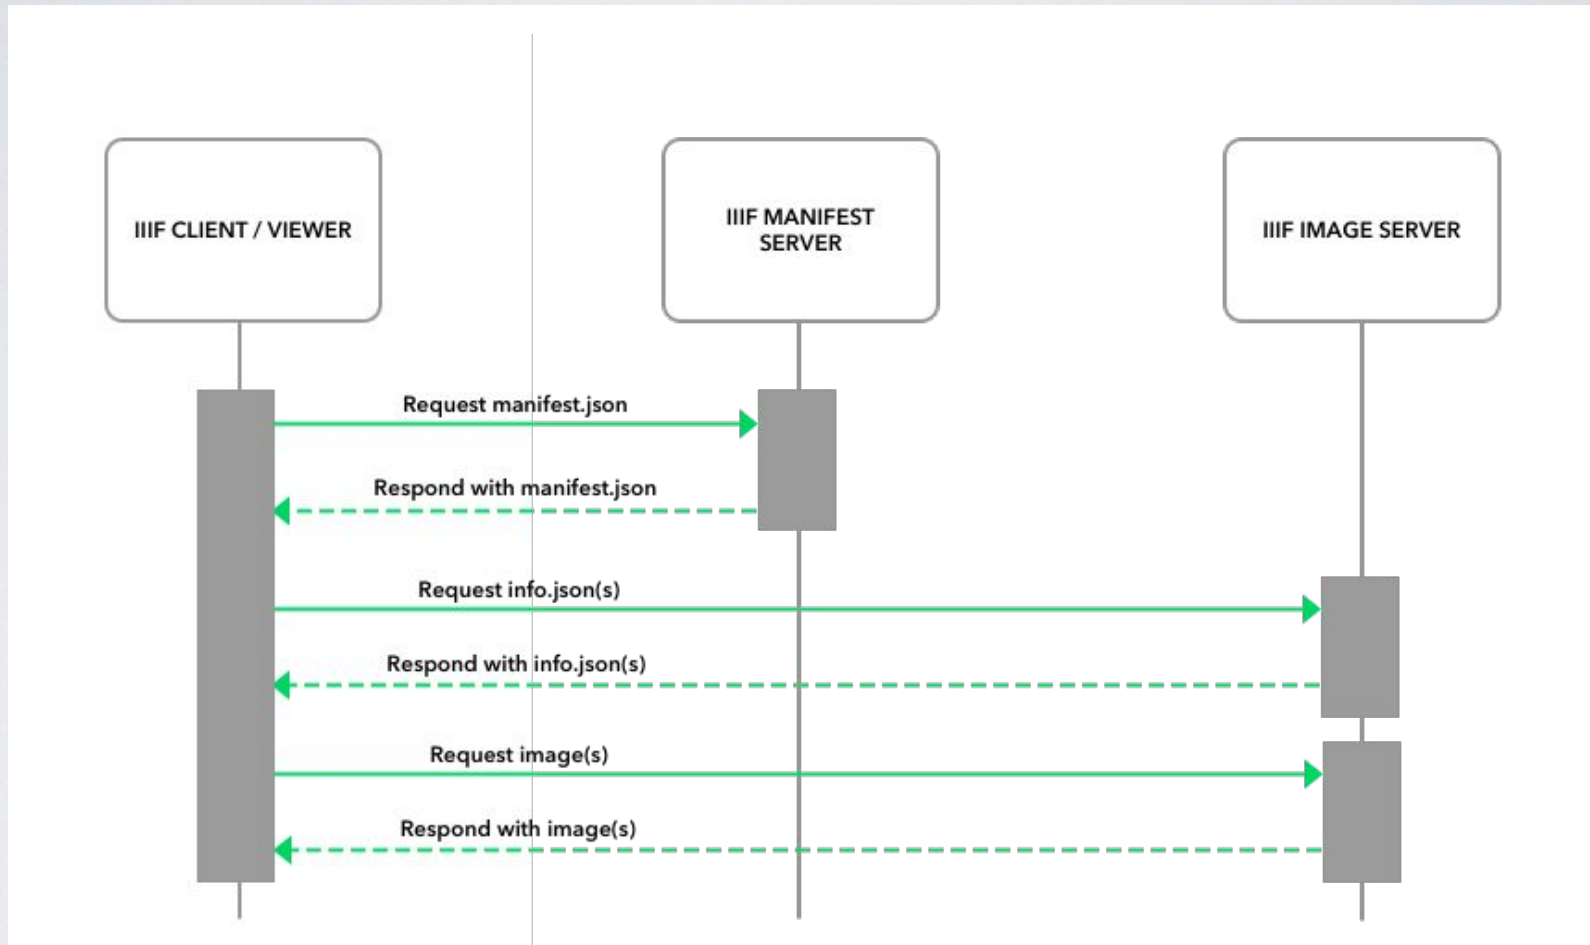 IIIF CLIENT / VIEWER
IIIF MANIFEST
SERVER
IIIF IMAGE SERVER
Request manifest.json
Respond with manifest.json
Request info.json(s)
Respond with info.json(s)
Request image(s)
Respond with image(s)